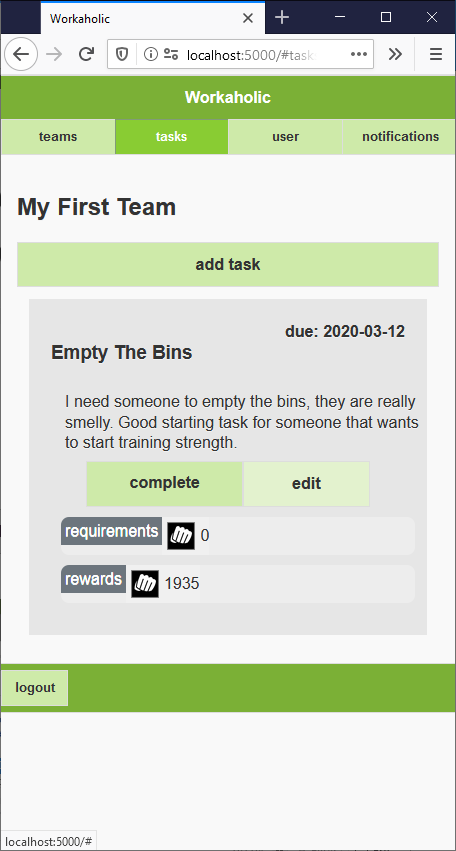 Workaholic
localhost:5000/#task
Workaholic
teams tasks user notifications
My First Team
add task
due: 2020-03-12
Empty The Bins
I need someone to empty the bins, they are really
smelly. Good starting task for someone that wants
to start training strength.
complete edit
requirements 0
rewards 1935
logout
localhost:5000/#